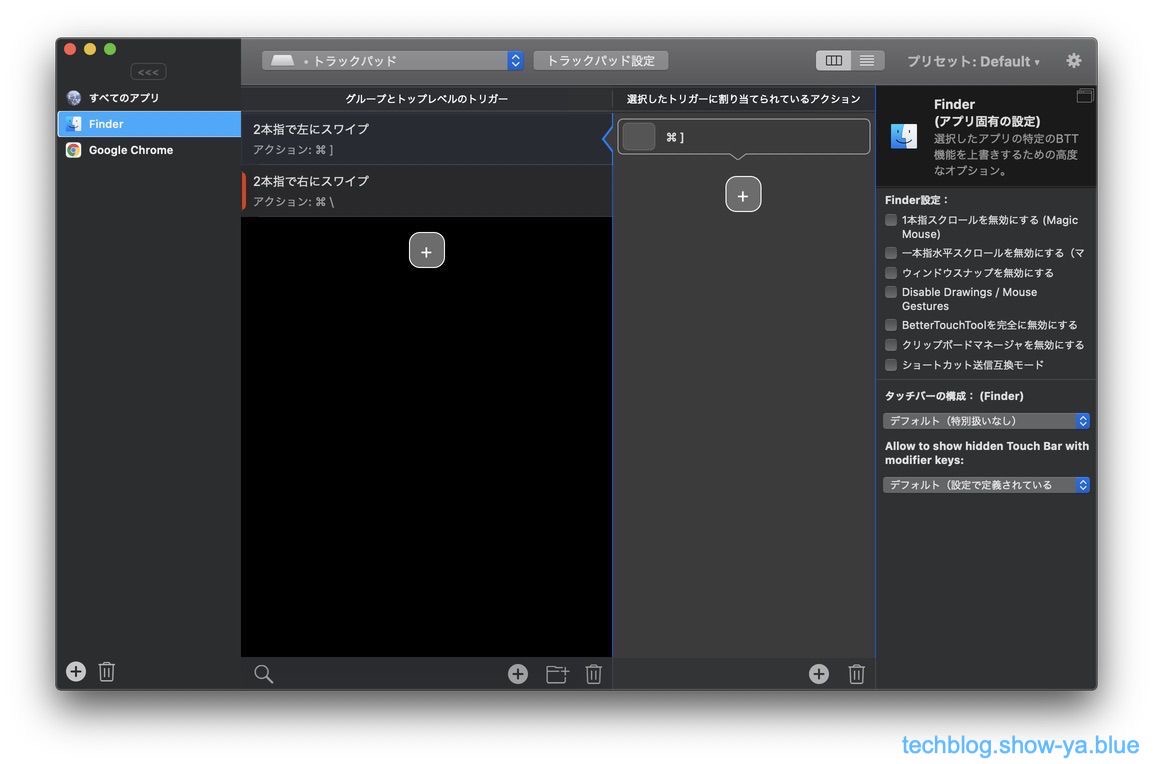 <<<
• トラックパッド
トラックパッド設定
プリセット: Default
すべてのアプリ
Finder
Google Chrome
グループとトップレベルのトリガー
2本指で左にスワイプ
アクション: ⌘ ]
2本指で右にスワイプ
アクション: ⌘ \
+
選択したトリガーに割り当てられているアクション
⌘ ]
+
Finder
(アプリ固有の設定)
選択したアプリの特定のBTT
機能を上書きするための高度
なオプション。
Finder設定：
1本指スクロールを無効にする (Magic
Mouse)
一本指水平スクロールを無効にする（マ
ウィンドウスナップを無効にする
Disable Drawings / Mouse
Gestures
BetterTouchToolを完全に無効にする
クリップボードマネージャを無効にする
ショートカット送信互換モード
タッチバーの構成： (Finder)
デフォルト（特別扱いなし）
Allow to show hidden Touch Bar with
modifier keys:
デフォルト（設定で定義されている
techblog.show-ya.blue